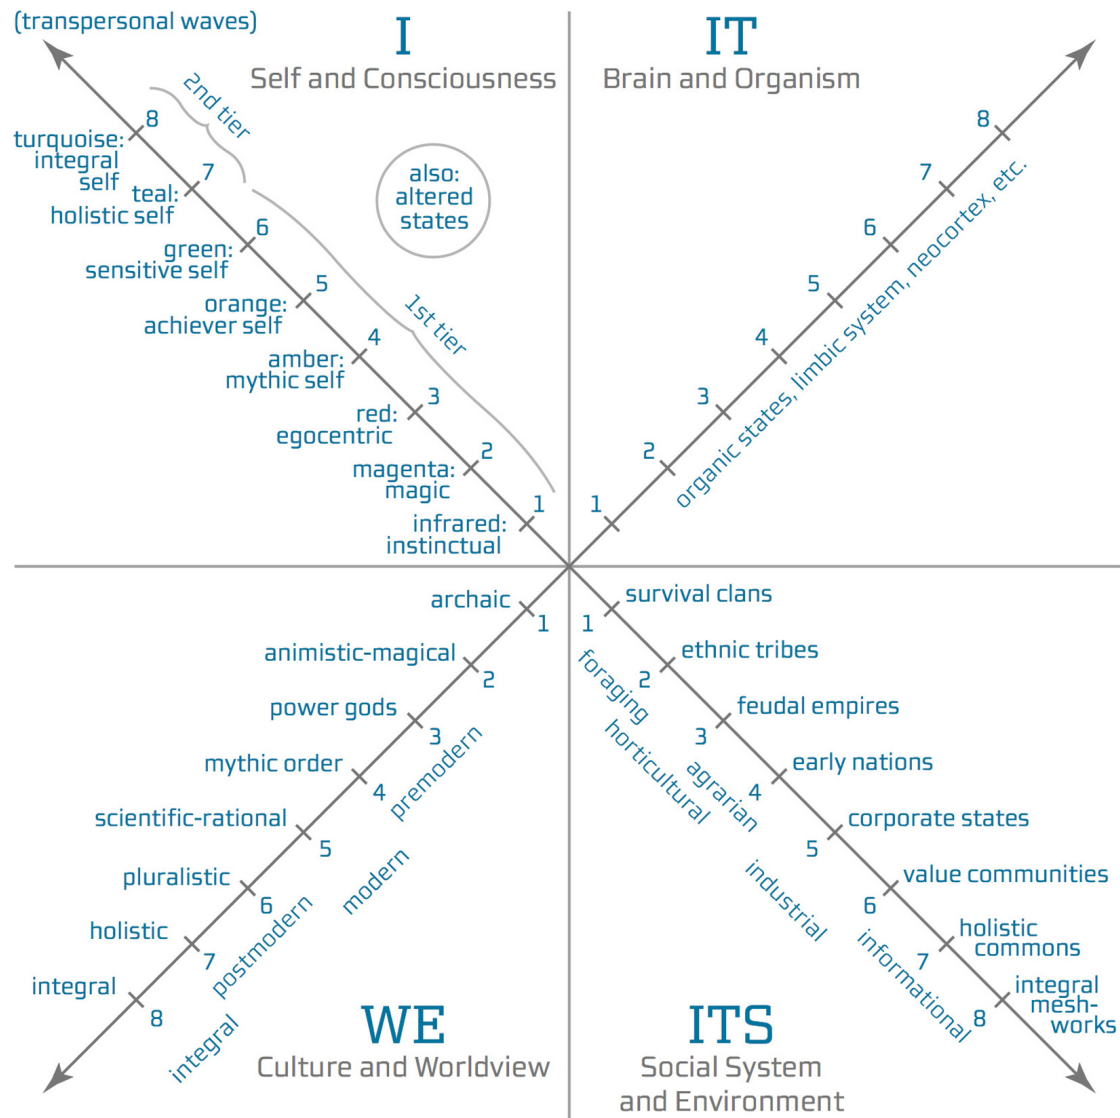 (transpersonal waves)
I
Self and Consciousness
2nd tier
1st tier
also:
altered
states
8
turquoise:
integral
self
7
teal:
holistic self
6
green:
sensitive self
5
orange:
achiever self
4
amber:
mythic self
3
red:
egocentric
2
magenta:
magic
1
infrared:
instinctual
IT
Brain and Organism
8
7
6
5
4
3
2
1
organic states, limbic system, neocortex, etc.
archaic
1
animistic-magical
2
power gods
3
mythic order
4
scientific-rational
5
pluralistic
6
holistic
7
integral
8
premodern
modern
postmodern
integral
WE
Culture and Worldview
survival clans
1
ethnic tribes
2
feudal empires
3
early nations
4
corporate states
5
value communities
6
holistic
commons
7
integral
mesh-
works
8
foraging
horticultural
agrarian
industrial
informational
ITS
Social System
and Environment